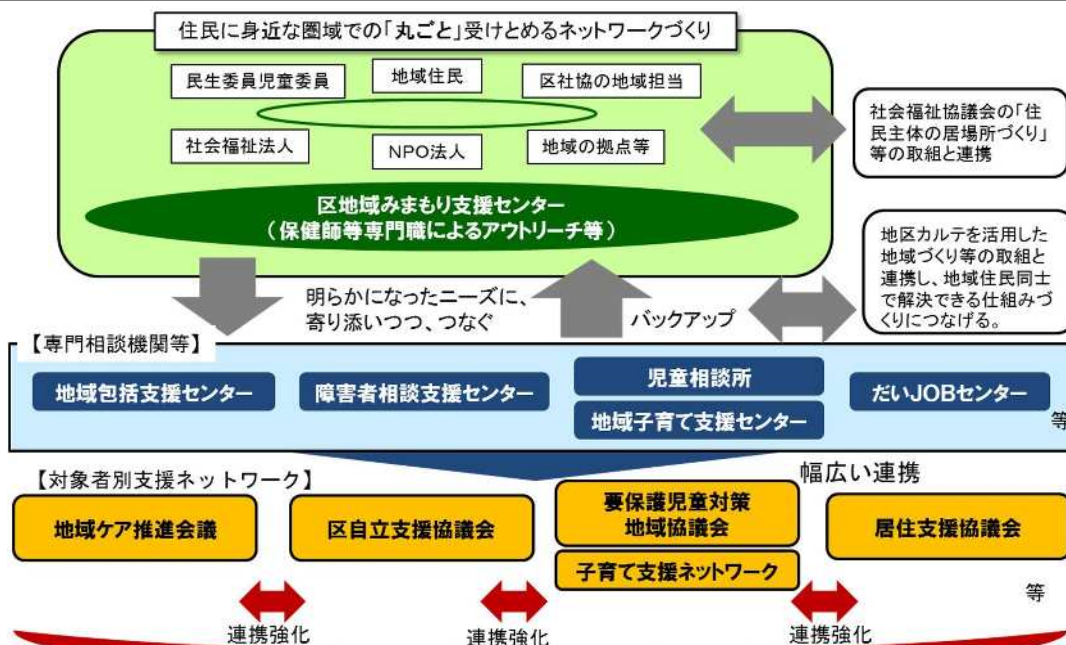 住民に身近な圏域での「丸ごと」受けとめるネットワークづくり
民生委員児童委員
地域住民
区社協の地域担当
社会福祉法人
NPO法人
地域の拠点等
区地域みまもり支援センター
(保健師等専門職によるアウトリーチ等)
社会福祉協議会の「住
民主体の居場所づくり」
等の取組と連携
地区カルテを活用した
地域づくり等の取組と
連携し、地域住民同士
で解決できる仕組みづ
くりにつなげる。
明らかになったニーズに、
寄り添いつつ、つなぐ
バックアップ
【専門相談機関等】
地域包括支援センター
障害者相談支援センター
児童相談所
地域子育て支援センター
だいJOBセンター
等
【対象者別支援ネットワーク】
幅広い連携
地域ケア推進会議
区自立支援協議会
要保護児童対策
地域協議会
子育て支援ネットワーク
居住支援協議会
等
連携強化
連携強化
連携強化